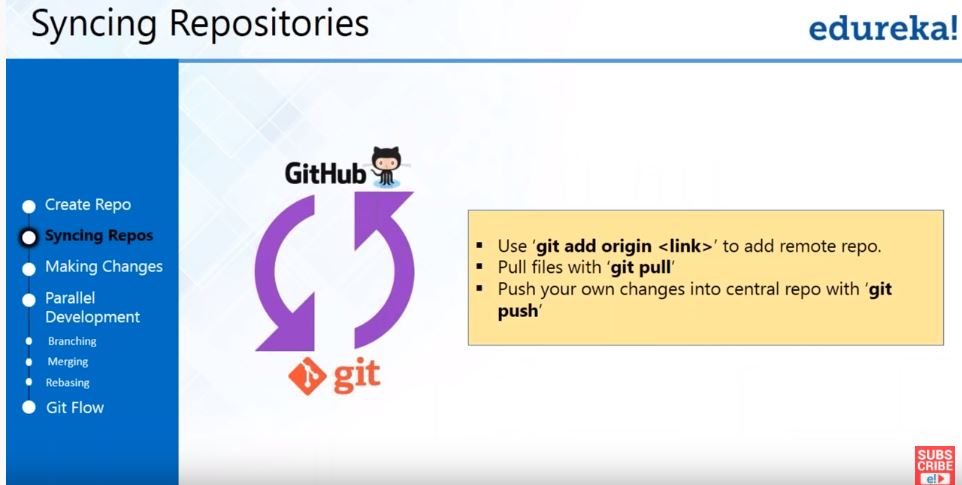 Syncing Repositories
edureka!
Create Repo
Syncing Repos
Making Changes
Parallel
Development
Branching
Merging
Rebasing
Git Flow
GitHub
git
▪ Use 'git add origin <link>' to add remote repo.
▪ Pull files with 'git pull'
▪ Push your own changes into central repo with 'git
push'
SUBS
CRIBE
e!